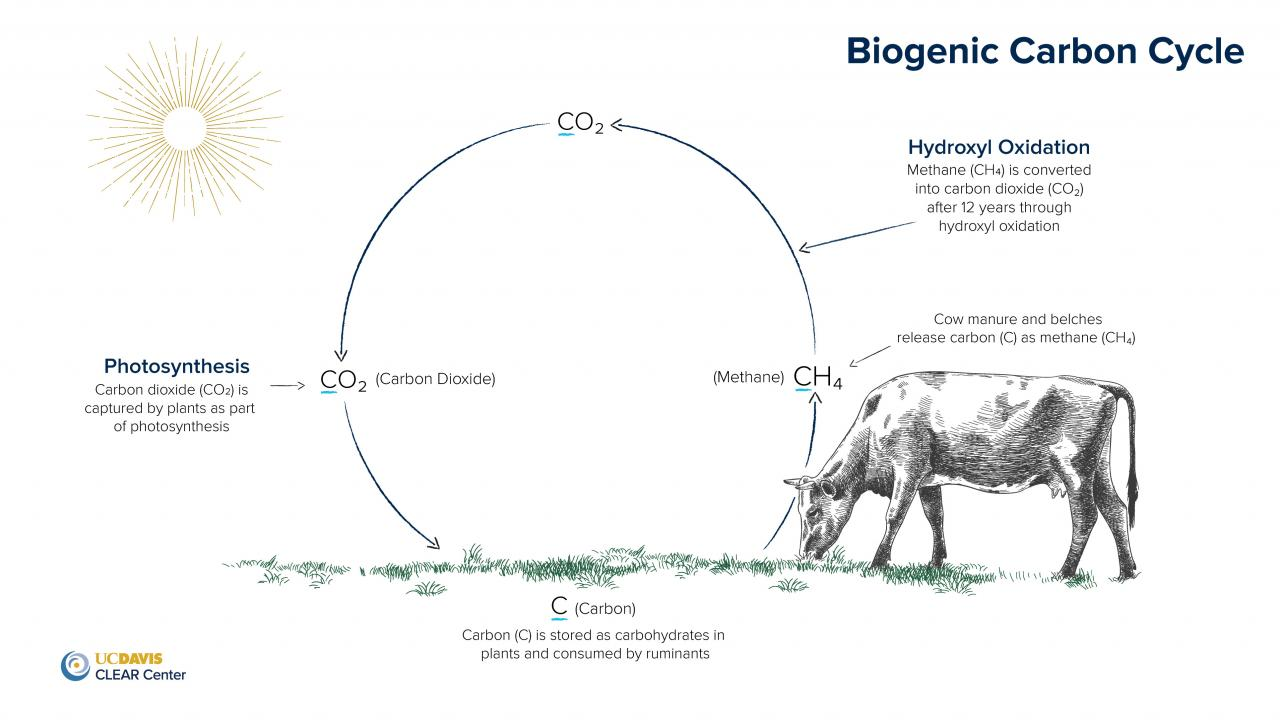 Biogenic Carbon Cycle
CO₂
Hydroxyl Oxidation
Methane (CH₄) is converted
into carbon dioxide (CO₂)
after 12 years through
hydroxyl oxidation
Cow manure and belches
release carbon (C) as methane (CH₄)
Photosynthesis
Carbon dioxide (CO₂) is
captured by plants as part
of photosynthesis
CO₂ (Carbon Dioxide)
(Methane) CH₄
C (Carbon)
Carbon (C) is stored as carbohydrates in
plants and consumed by ruminants
UCDAVIS
CLEAR Center